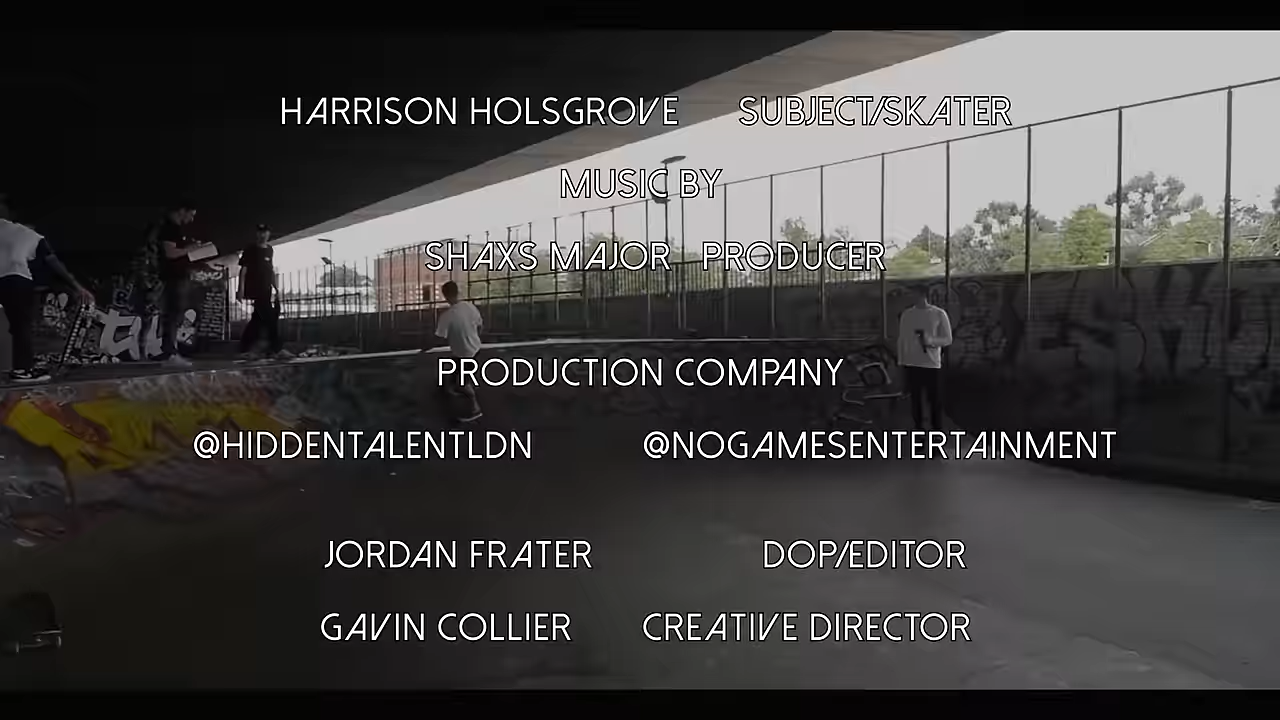 HARRISON HOLSGROVE SUBJECT/SKATER
MUSIC BY
SHAXS MAJOR PRODUCER
PRODUCTION COMPANY
@HIDDENTALENTLDN @NOGAMESENTERTAINMENT
JORDAN FRATER DOP/EDITOR
GAVIN COLLIER CREATIVE DIRECTOR